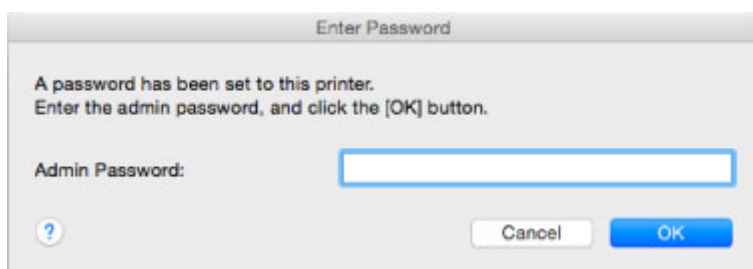 Enter Password
A password has been set to this printer.
Enter the admin password, and click the [OK] button.
Admin Password:
?
Cancel
OK